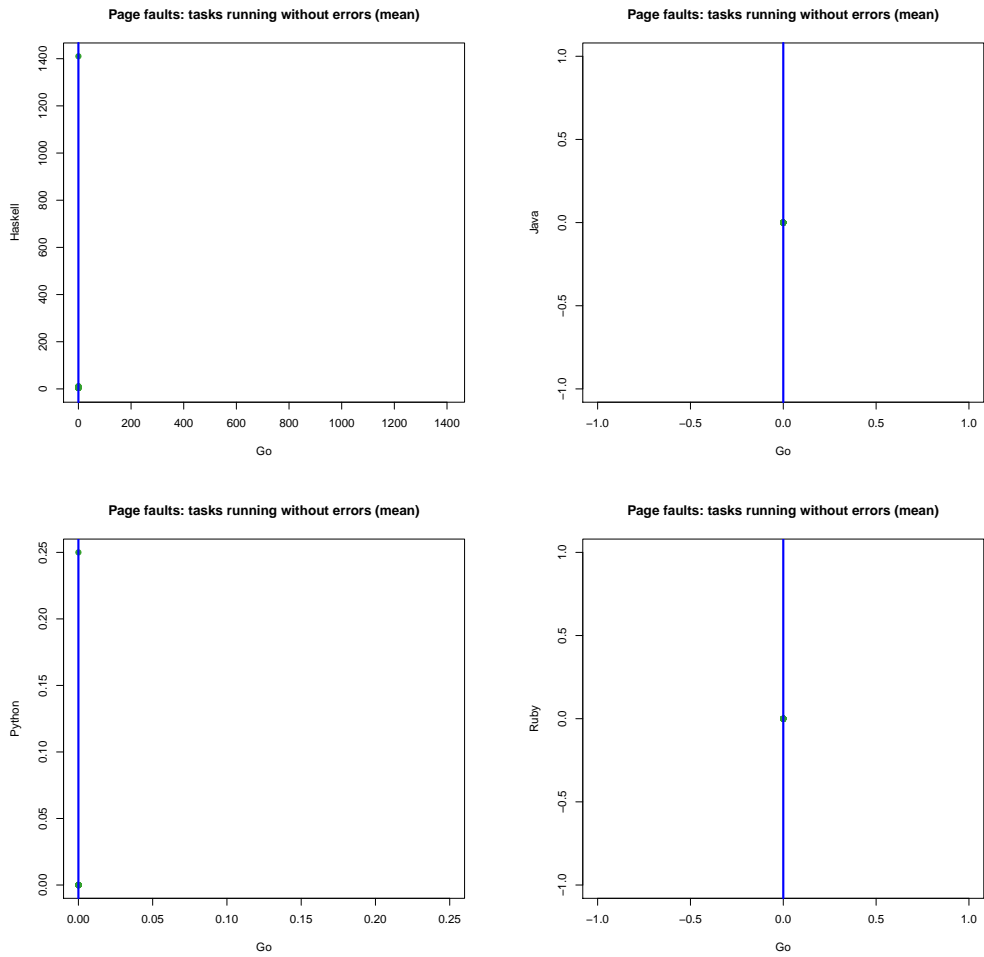 Page faults: tasks running without errors (mean)
Haskell
1400
1200
1000
800
600
400
200
0
0 200 400 600 800 1000 1200 1400
Go
Page faults: tasks running without errors (mean)
Java
1.0
0.5
0.0
−0.5
−1.0
−1.0 −0.5 0.0 0.5 1.0
Go
Page faults: tasks running without errors (mean)
Python
0.25
0.20
0.15
0.10
0.05
0.00
0.00 0.05 0.10 0.15 0.20 0.25
Go
Page faults: tasks running without errors (mean)
Ruby
1.0
0.5
0.0
−0.5
−1.0
−1.0 −0.5 0.0 0.5 1.0
Go